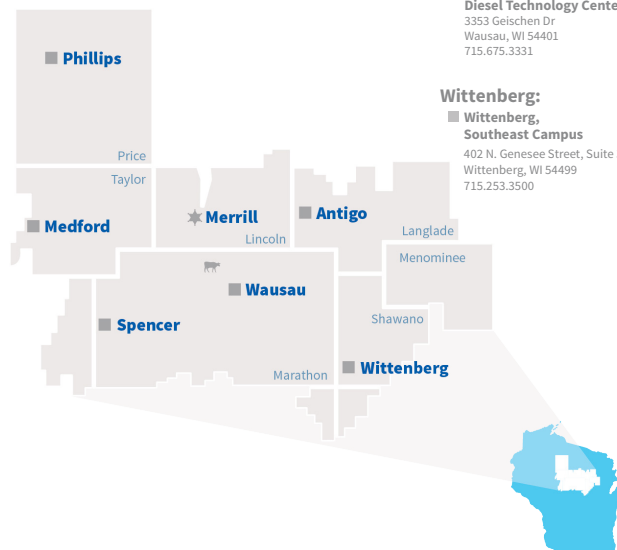 Diesel Technology
3353 Geischen Dr
Wausau, WI 54401
715.675.3331
Wittenberg:
Wittenberg,
Southeast Campus
402 N. Genesee Street, Suite
Wittenberg, WI 54499
715.253.3500
Phillips
Price
Taylor
Medford
Merrill
Lincoln
Antigo
Langlade
Menominee
Wausau
Spencer
Shawano
Marathon
Wittenberg